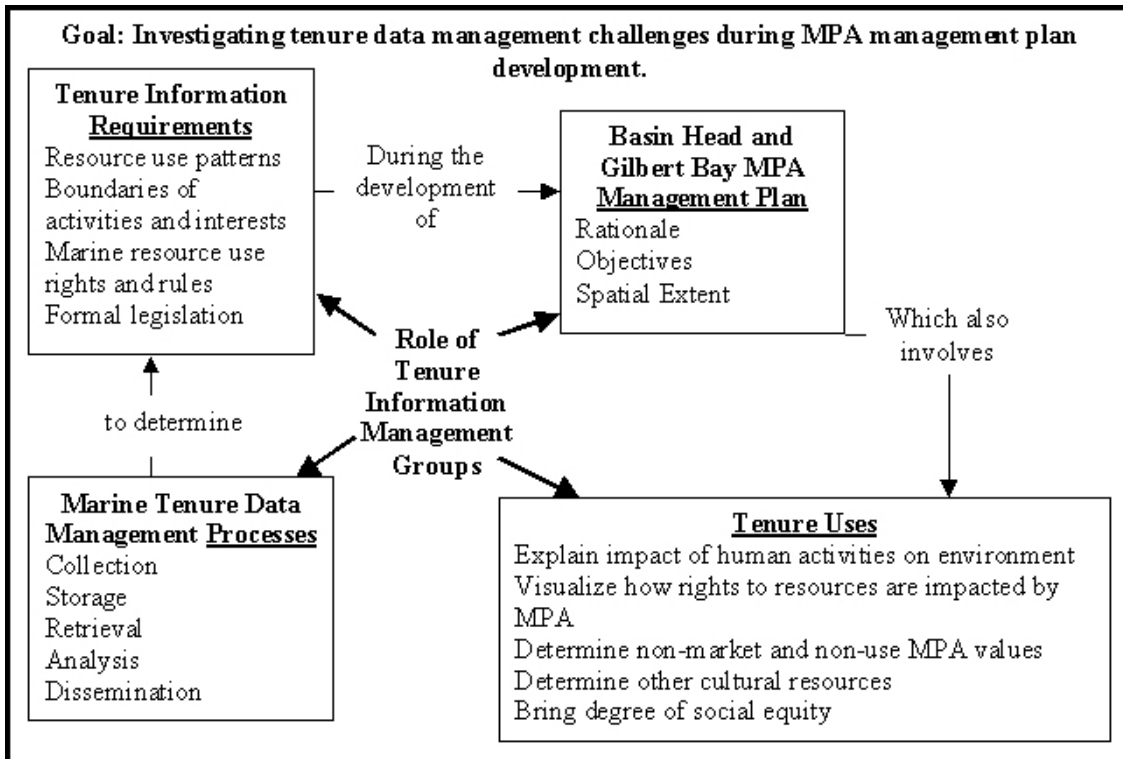 Goal: Investigating tenure data management challenges during MPA management plan
development.
Tenure Information
Requirements
Resource use patterns
Boundaries of
activities and interests
Marine resource use
rights and rules
Formal legislation
During the
development
of
Basin Head and
Gilbert Bay MPA
Management Plan
Rationale
Objectives
Spatial Extent
Which also
involves
Role of
Tenure
Information
Management
Groups
to determine
Marine Tenure Data
Management Processes
Collection
Storage
Retrieval
Analysis
Dissemination
Tenure Uses
Explain impact of human activities on environment
Visualize how rights to resources are impacted by
MPA
Determine non-market and non-use MPA values
Determine other cultural resources
Bring degree of social equity